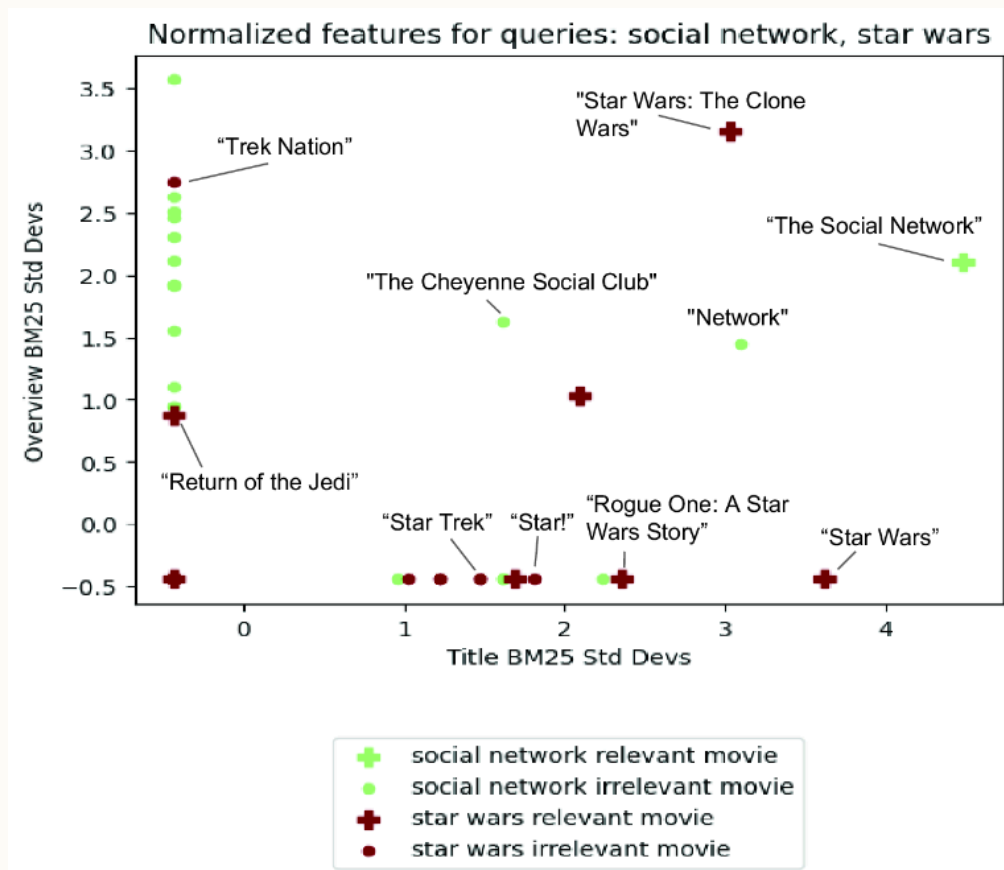 Normalized features for queries: social network, star wars
3.5
3.0
2.5
2.0
1.5
1.0
0.5
0.0
−0.5
Overview BM25 Std Devs
"Star Wars: The Clone
Wars"
“Trek Nation”
“The Social Network”
"The Cheyenne Social Club"
"Network"
“Return of the Jedi”
“Star Trek”
“Star!”
“Rogue One: A Star
Wars Story”
“Star Wars”
0
1
2
3
4
Title BM25 Std Devs
social network relevant movie
social network irrelevant movie
star wars relevant movie
star wars irrelevant movie